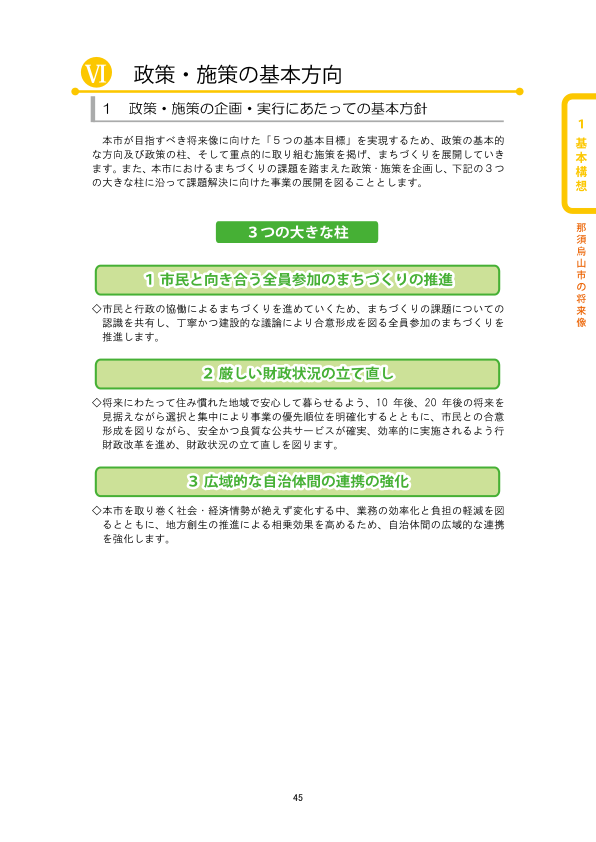 Ⅵ 政策・施策の基本方向
1 政策・施策の企画・実行にあたっての基本方針
本市が目指すべき将来像に向けた「５つの基本目標」を実現するため、政策の基本的
な方向及び政策の柱、そして重点的に取り組む施策を掲げ、まちづくりを展開していき
ます。また、本市におけるまちづくりの課題を踏まえた政策・施策を企画し、下記の３つ
の大きな柱に沿って課題解決に向けた事業の展開を図ることとします。
３つの大きな柱
1 市民と向き合う全員参加のまちづくりの推進
◇市民と行政の協働によるまちづくりを進めていくため、まちづくりの課題についての
認識を共有し、丁寧かつ建設的な議論により合意形成を図る全員参加のまちづくりを
推進します。
2 厳しい財政状況の立て直し
◇将来にわたって住み慣れた地域で安心して暮らせるよう、10 年後、20 年後の将来を
見据えながら選択と集中により事業の優先順位を明確化するとともに、市民との合意
形成を図りながら、安全かつ良質な公共サービスが確実、効率的に実施されるよう行
財政改革を進め、財政状況の立て直しを図ります。
3 広域的な自治体間の連携の強化
◇本市を取り巻く社会・経済情勢が絶えず変化する中、業務の効率化と負担の軽減を図
るとともに、地方創生の推進による相乗効果を高めるため、自治体間の広域的な連携
を強化します。
1 基本構想
那須烏山市の将来像
45